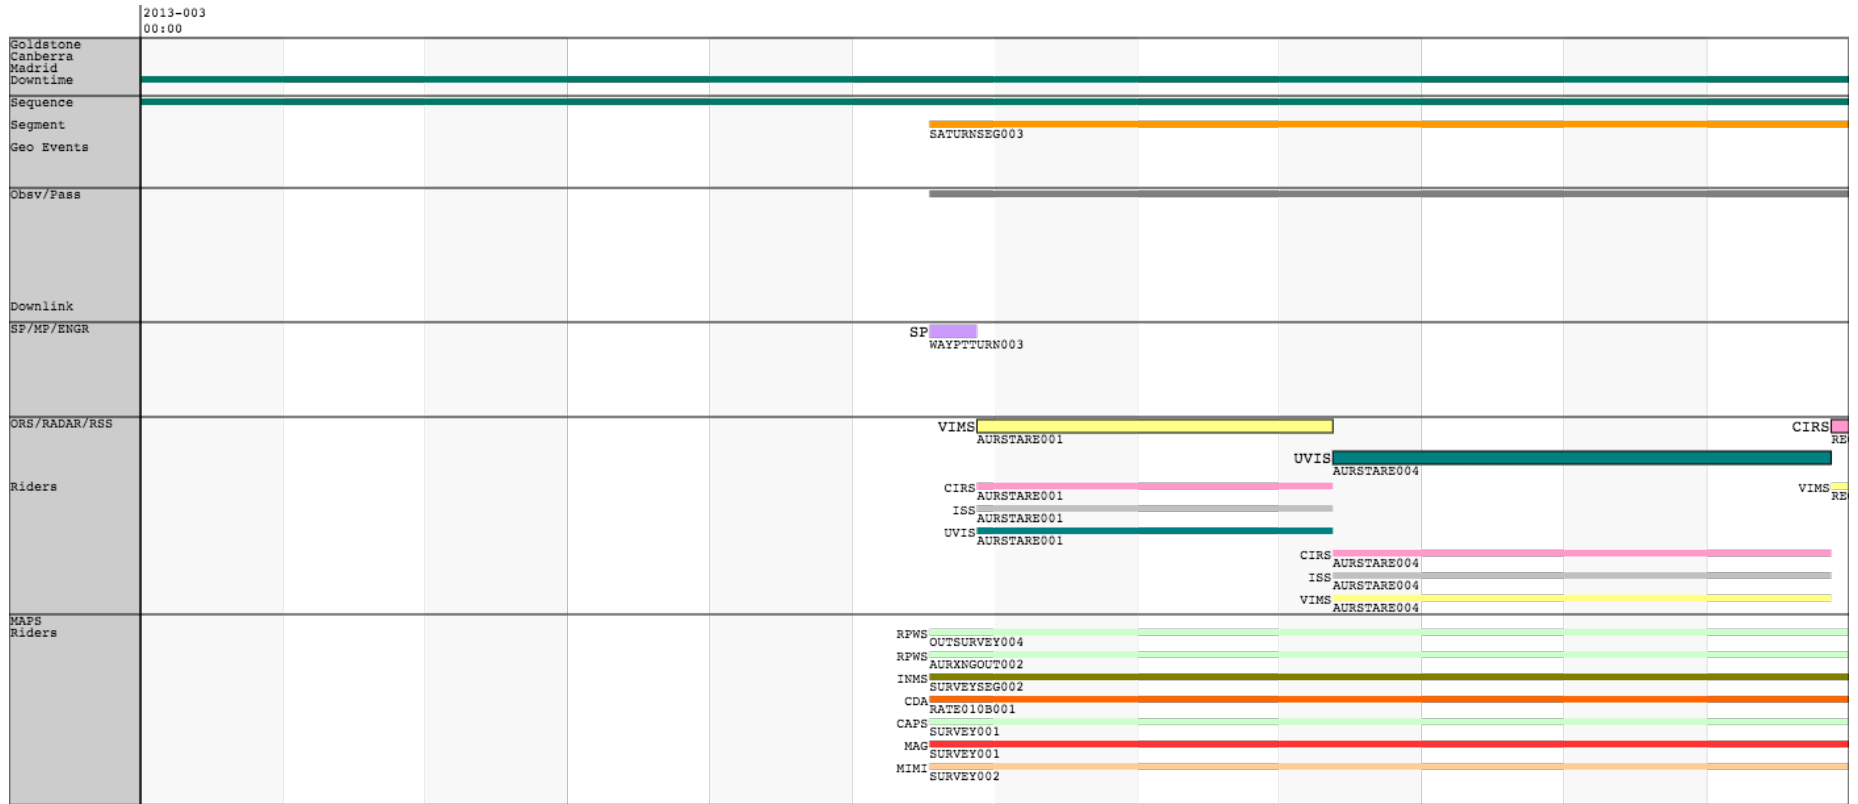 2013-003
00:00
Goldstone
Canberra
Madrid
Downtime
Sequence
Segment
SATURNSEG003
Geo Events
Obsv/Pass
Downlink
SP/MP/ENGR
SP
WAYPTTURN003
ORS/RADAR/RSS
VIMS
CIRS
AURSTARE001
RE
UVIS
AURSTARE004
Riders
CIRS
VIMS
AURSTARE001
RE
ISS
AURSTARE001
UVIS
AURSTARE001
CIRS
AURSTARE004
ISS
AURSTARE004
VIMS
AURSTARE004
MAPS
Riders
RPWS
OUTSURVEY004
RPWS
AURXNGOUT002
INMS
SURVEYSEG002
CDA
RATE010B001
CAPS
SURVEY001
MAG
SURVEY001
MIMI
SURVEY002